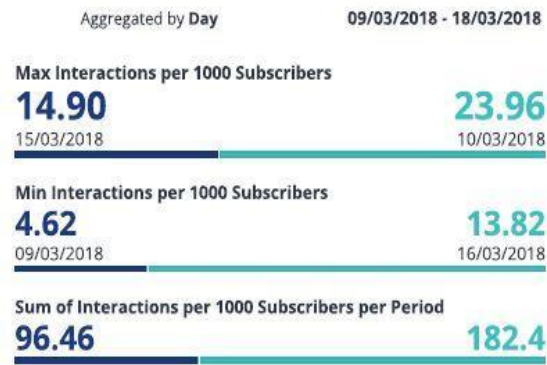 Aggregated by Day 09/03/2018 - 18/03/2018
Max Interactions per 1000 Subscribers
14.90 23.96
15/03/2018 10/03/2018
Min Interactions per 1000 Subscribers
4.62 13.82
09/03/2018 16/03/2018
Sum of Interactions per 1000 Subscribers per Period
96.46 182.4